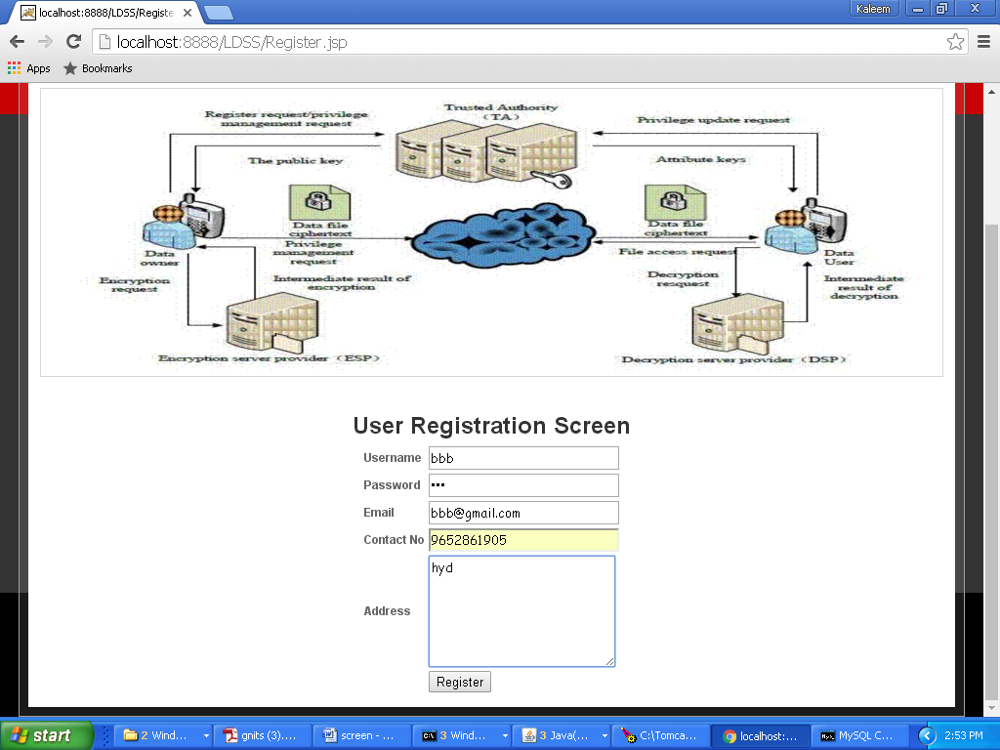 localhost:8888/LDSS/Registe
Kaleem
localhost:8888/LDSS/Register.jsp
Apps
Bookmarks
Trusted Authority
(TA)
Register request/privilege
management request
Privilege update request
The public key
Attribute keys
Data file
ciphertext
Data file
ciphertext
Privilege
management
request
File access request
Data
owner
Data
User
Encryption
request
Intermediate result of
encryption
Decryption
resquest
Intermediate
result of
decryption
Encryption server provider (ESP)
Decryption server provider (DSP)
User Registration Screen
Username
bbb
Password
•••
Email
bbb@gmail.com
Contact No
9652861905
Address
hyd
Register
start
2 Wind...
gnits (3)....
screen - ...
3 Wind...
3 Java(...
C:\Tomca...
localhost:...
MySQL C...
2:53 PM